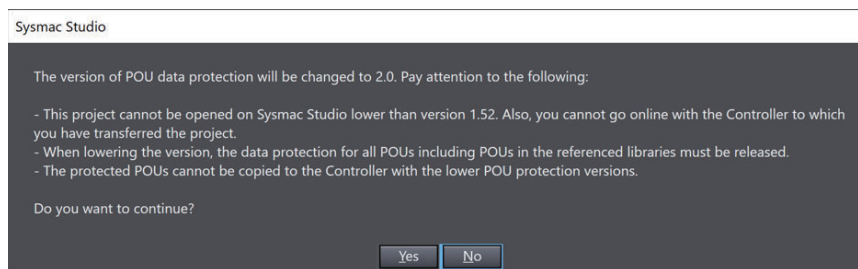 Sysmac Studio
The version of POU data protection will be changed to 2.0. Pay attention to the following:
- This project cannot be opened on Sysmac Studio lower than version 1.52. Also, you cannot go online with the Controller to which
you have transferred the project.
- When lowering the version, the data protection for all POUs including POUs in the referenced libraries must be released.
- The protected POUs cannot be copied to the Controller with the lower POU protection versions.
Do you want to continue?
Yes No